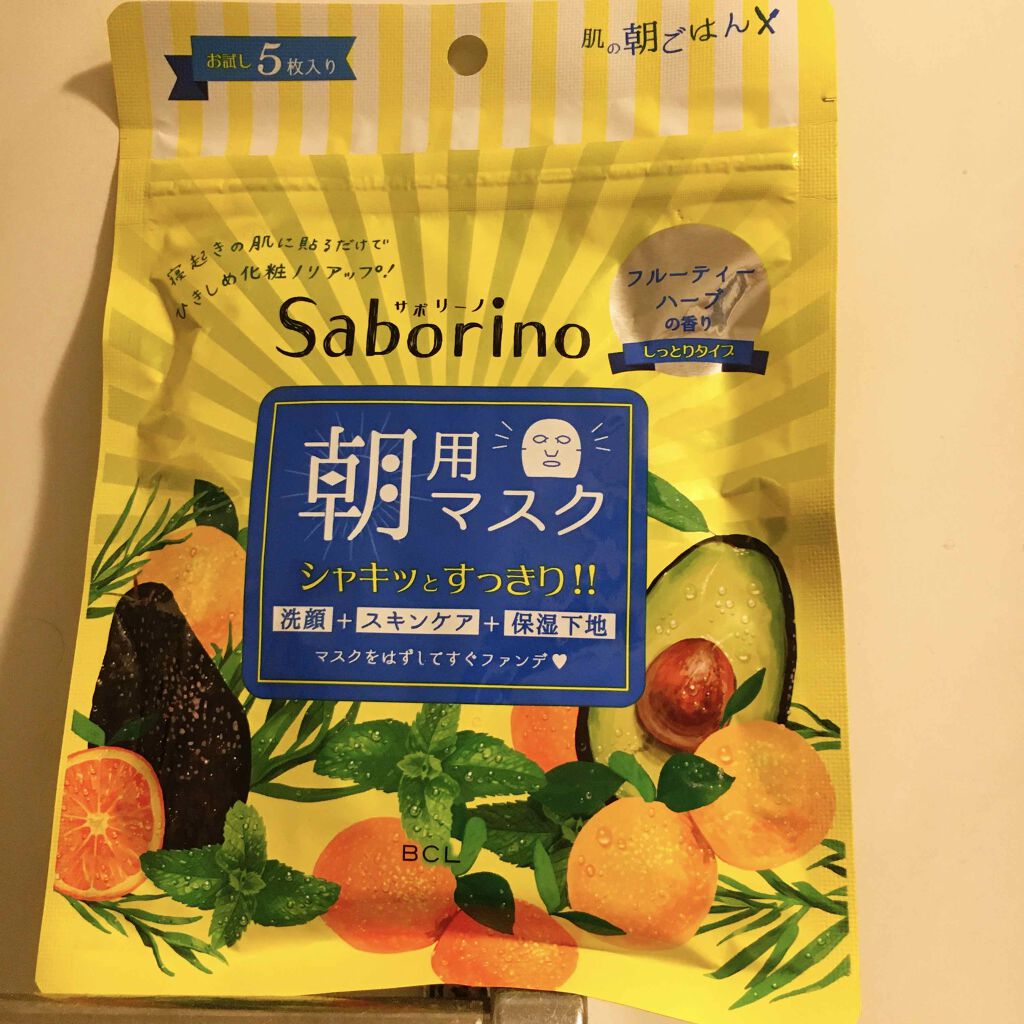 お試し5枚入り
肌の朝ごはん
寝起きの肌に貼るだけで
ひきしめ化粧ノリアップ!
サボリーノ
Saborino
フルーティー
ハーブ
の香り
しっとりタイプ
朝用マスク
シャキッとすっきり!!
洗顔+スキンケア+保湿下地
マスクをはずしてすぐファンデ♥
BCL